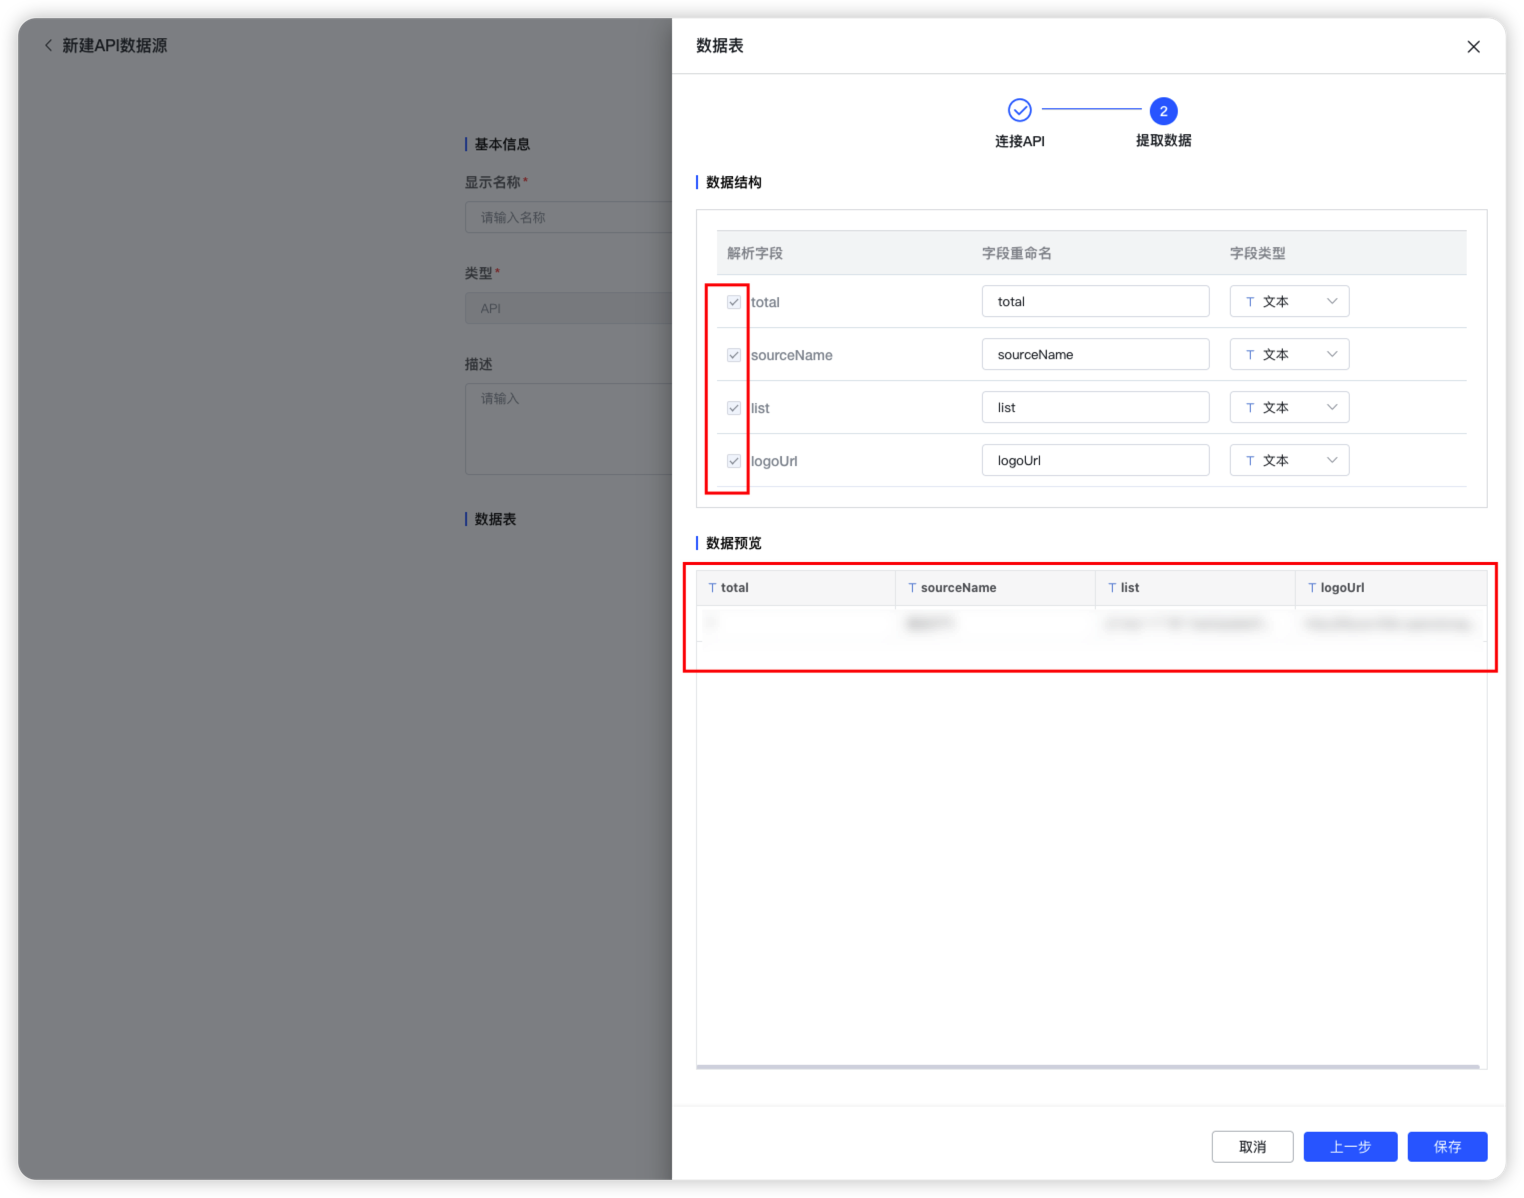 新建API数据源
基本信息
显示名称*
请输入名称
类型*
API
描述
请输入
数据表
数据表
2
连接API
提取数据
数据结构
解析字段 字段重命名 字段类型
total total T 文本
sourceName sourceName T 文本
list list T 文本
logoUrl logoUrl T 文本
数据预览
T total T sourceName T list T logoUrl
取消 上一步 保存